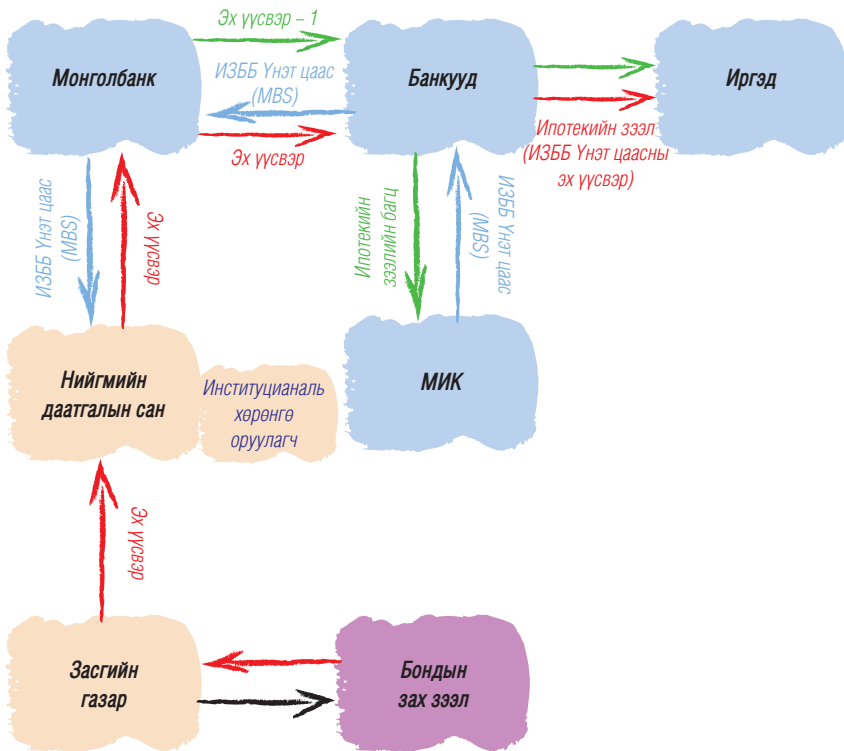 Эх үүсвэр – 1
Монголбанк
ИЗББ Үнэт цаас
(MBS)
Банкууд
Иргэд
Эх үүсвэр
Ипотекийн зээл
(ИЗББ Үнэт цаасны
эх үүсвэр)
ИЗББ Үнэт цаас
(MBS)
Эх үүсвэр
Ипотекийн
зээлийн багц
ИЗББ Үнэт цаас
(MBS)
Нийгмийн
даатгалын сан
Институцианаль
хөрөнгө
оруулагч
МИК
Эх үүсвэр
Засгийн
газар
Бондын
зах зээл